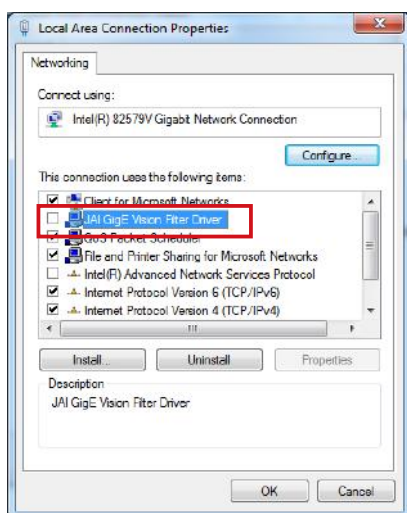 Local Area Connection Properties
Networking
Connect using:
Intel(R) 82579V Gigabit Network Connection
Configure...
This connection uses the following items:
Client for Microsoft Networks
JAI GigE Vision Filter Driver
QoS Packet Scheduler
File and Printer Sharing for Microsoft Networks
Intel(R) Advanced Network Services Protocol
Internet Protocol Version 6 (TCP/IPv6)
Internet Protocol Version 4 (TCP/IPv4)
Install... Uninstall Properties
Description
JAI GigE Vision Filter Driver
OK Cancel